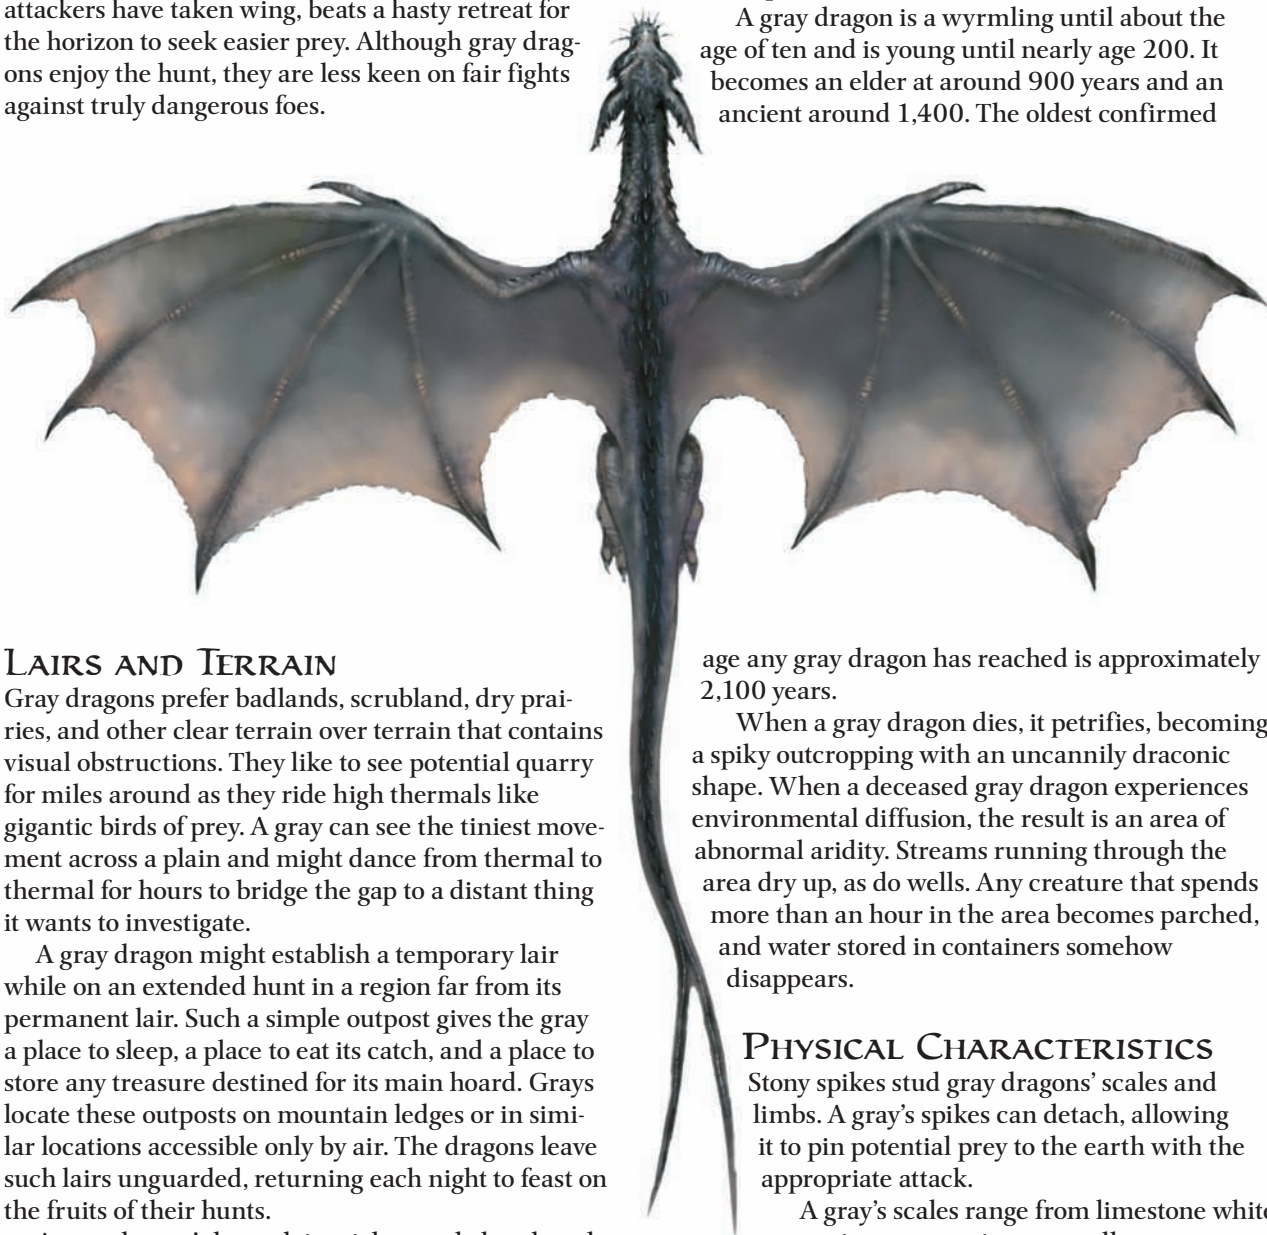 attackers have taken wing, beats a hasty retreat for
the horizon to seek easier prey. Although gray drag-
ons enjoy the hunt, they are less keen on fair fights
against truly dangerous foes.
LAIRS AND TERRAIN
Gray dragons prefer badlands, scrubland, dry prai-
ries, and other clear terrain over terrain that contains
visual obstructions. They like to see potential quarry
for miles around as they ride high thermals like
gigantic birds of prey. A gray can see the tiniest move-
ment across a plain and might dance from thermal to
thermal for hours to bridge the gap to a distant thing
it wants to investigate.
A gray dragon might establish a temporary lair
while on an extended hunt in a region far from its
permanent lair. Such a simple outpost gives the gray
a place to sleep, a place to eat its catch, and a place to
store any treasure destined for its main hoard. Grays
locate these outposts on mountain ledges or in simi-
lar locations accessible only by air. The dragons leave
such lairs unguarded, returning each night to feast on
the fruits of their hunts.
A gray dragon is a wyrmling until about the
age of ten and is young until nearly age 200. It
becomes an elder at around 900 years and an
ancient around 1,400. The oldest confirmed
age any gray dragon has reached is approximately
2,100 years.
When a gray dragon dies, it petrifies, becoming
a spiky outcropping with an uncannily draconic
shape. When a deceased gray dragon experiences
environmental diffusion, the result is an area of
abnormal aridity. Streams running through the
area dry up, as do wells. Any creature that spends
more than an hour in the area becomes parched,
and water stored in containers somehow
disappears.
PHYSICAL CHARACTERISTICS
Stony spikes stud gray dragons' scales and
limbs. A gray's spikes can detach, allowing
it to pin potential prey to the earth with the
appropriate attack.
A gray's scales range from limestone white